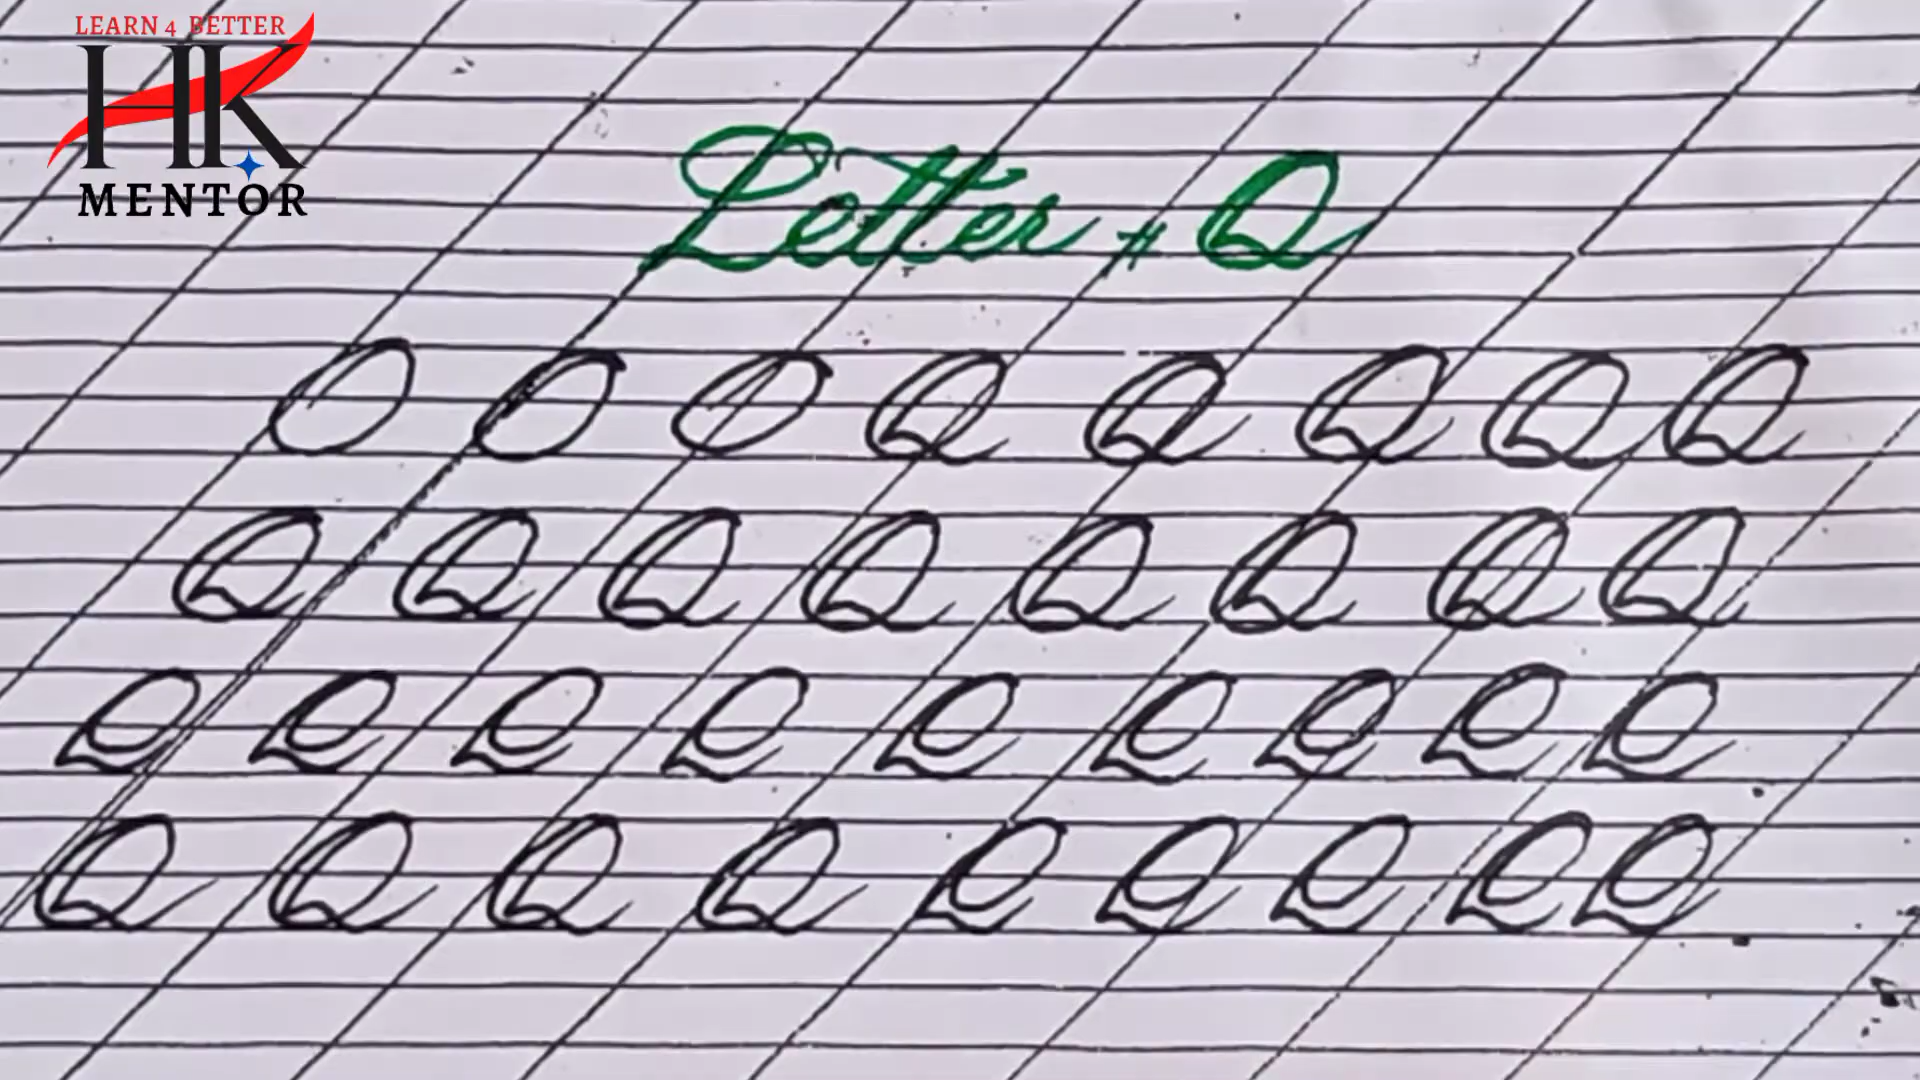 LEARN 4 BETTER
HK
MENTOR
Letter # Q
O O O Q Q Q Q Q
Q Q Q Q Q Q Q Q
Q Q Q Q Q Q Q Q Q
Q Q Q Q Q Q Q Q Q